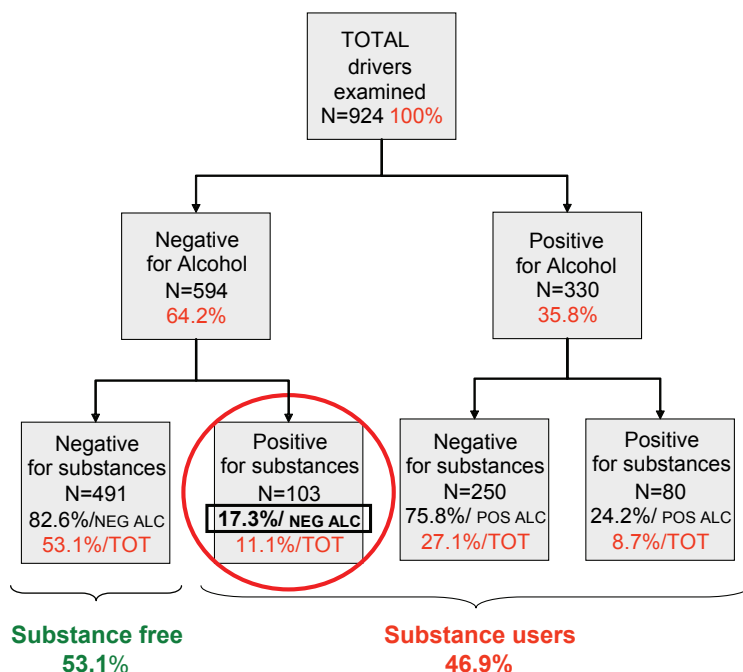 TOTAL
drivers
examined
N=924 100%
Negative
for Alcohol
N=594
64.2%
Positive
for Alcohol
N=330
35.8%
Negative
for substances
N=491
82.6%/NEG ALC
53.1%/TOT
Positive
for substances
N=103
17.3%/ NEG ALC
11.1%/TOT
Negative
for substances
N=250
75.8%/ POS ALC
27.1%/TOT
Positive
for substances
N=80
24.2%/ POS ALC
8.7%/TOT
Substance free
53.1%
Substance users
46.9%